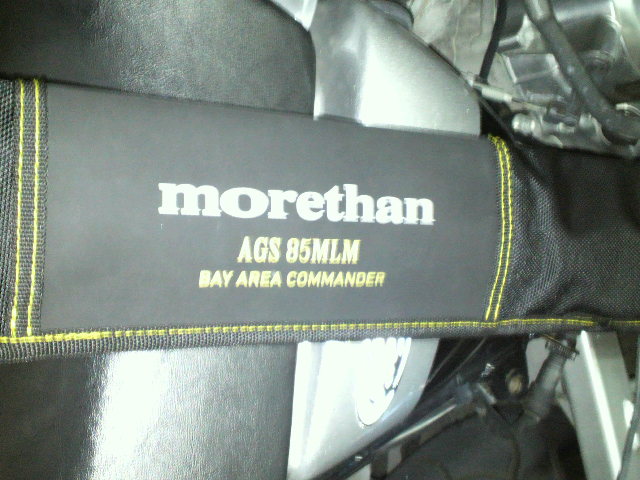 morethan
AGS 85MLM
BAY AREA COMMANDER